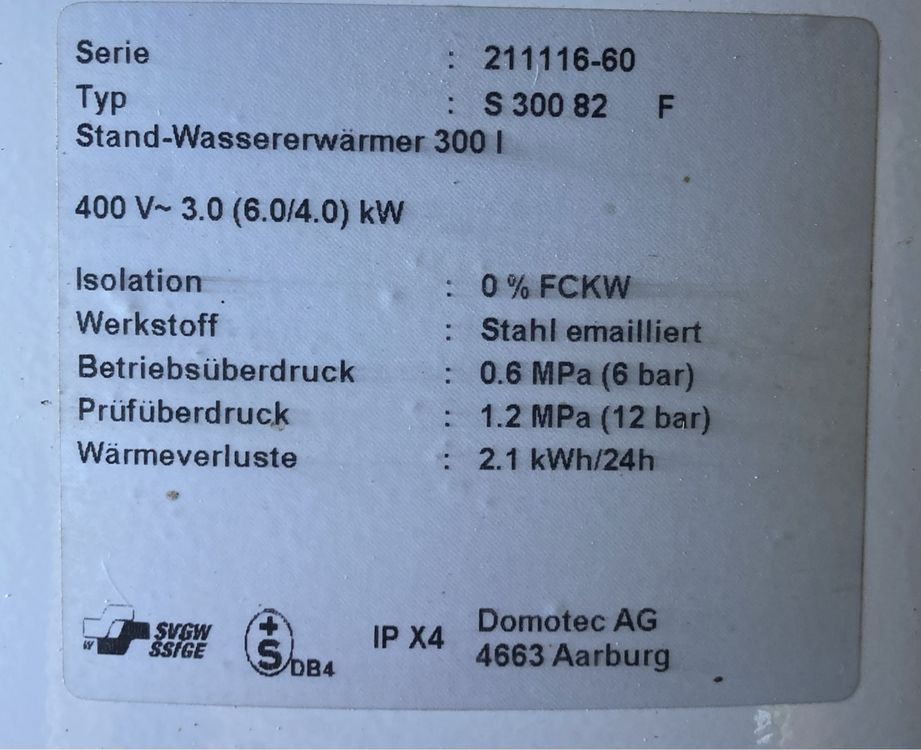 Serie : 211116-60
Typ : S 300 82 F
Stand-Wassererwärmer 300 l
400 V~ 3.0 (6.0/4.0) kW
Isolation : 0 % FCKW
Werkstoff : Stahl emailliert
Betriebsüberdruck : 0.6 MPa (6 bar)
Prüfüberdruck : 1.2 MPa (12 bar)
Wärmeverluste : 2.1 kWh/24h
W SVGW
SSIGE
+S DB4
IP X4
Domotec AG
4663 Aarburg